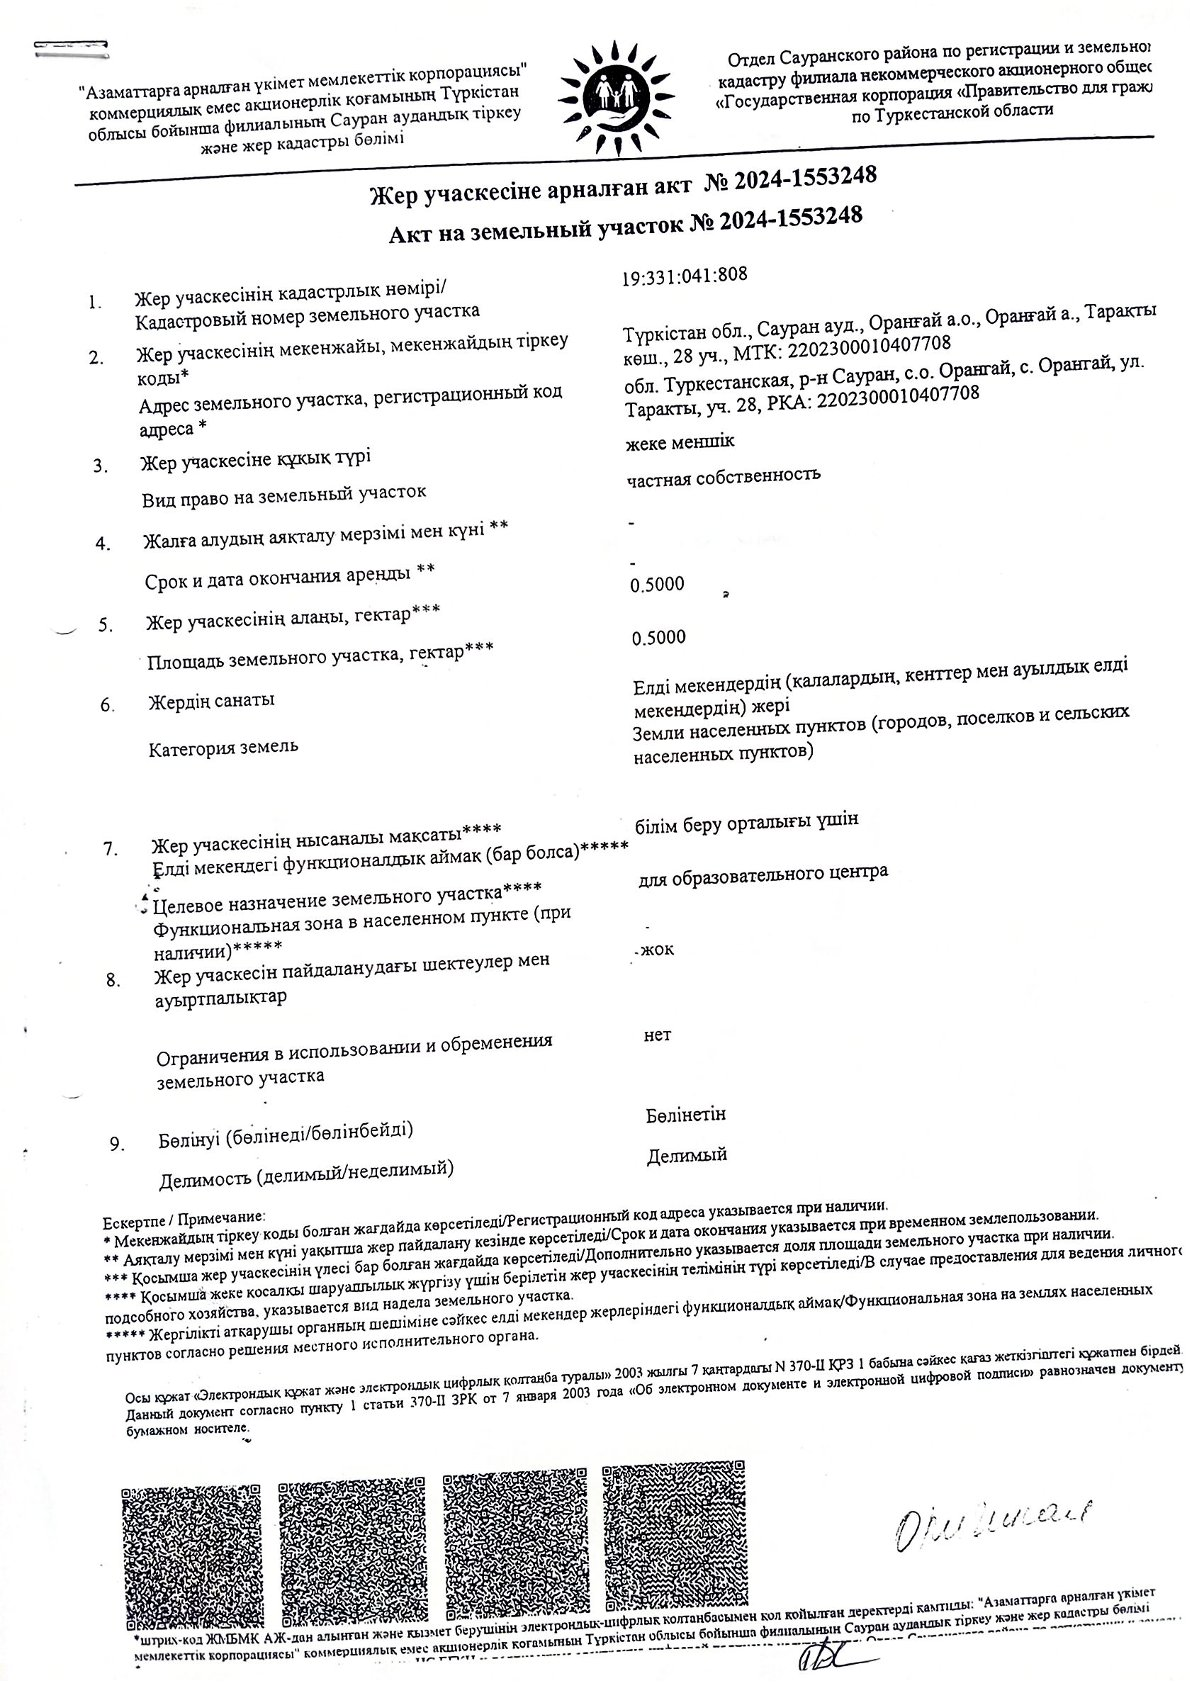 "Азаматтарға арналған үкімет мемлекеттік корпорациясы"
коммерциялық емес акционерлік қоғамының Түркістан
облысы бойынша филиалының Сауран аудандық тіркеу
және жер кадастры бөлімі
Отдел Сауранского района по регистрации и земельно
кадастру филиала некоммерческого акционерного общес
«Государственная корпорация «Правительство для граж
по Туркестанской области
Жер учаскесіне арналған акт № 2024-1553248
Акт на земельный участок № 2024-1553248
1. Жер учаскесінің кадастрлық нөмірі/ 19:331:041:808
Кадастровый номер земельного участка
2. Жер учаскесінің мекенжайы, мекенжайдың тіркеу Түркістан обл., Сауран ауд., Оранғай а.о., Оранғай а., Тарақты
коды* көш., 28 уч., МТК: 2202300010407708
Адрес земельного участка, регистрационный код обл. Туркестанская, р-н Сауран, с.о. Орангай, с. Орангай, ул.
адреса * Таракты, уч. 28, РКА: 2202300010407708
3. Жер учаскесіне құқық түрі жеке меншік
Вид право на земельный участок частная собственность
4. Жалға алудың аяқталу мерзімі мен күні ** -
Срок и дата окончания аренды ** -
5. Жер учаскесінің алаңы, гектар*** 0.5000
Площадь земельного участка, гектар*** 0.5000
6. Жердің санаты Елді мекендердің (қалалардың, кенттер мен ауылдық елді
мекендердің) жері
Категория земель Земли населенных пунктов (городов, поселков и сельских
населенных пунктов)
7. Жер учаскесінің нысаналы мақсаты**** білім беру орталығы үшін
Елді мекендегі функционалдық аймақ (бар болса)*****
Целевое назначение земельного участка**** для образовательного центра
Функциональная зона в населенном пункте (при
наличии)***** -
8. Жер учаскесін пайдаланудағы шектеулер мен -жоқ
ауыртпалықтар
Ограничения в использовании и обременения нет
земельного участка
9. Бөлінуі (бөлінеді/бөлінбейді) Бөлінетін
Делимость (делимый/неделимый) Делимый
Ескертпе / Примечание:
* Мекенжайдың тіркеу коды болған жағдайда көрсетіледі/Регистрационный код адреса указывается при наличии.
** Аяқталу мерзімі мен күні уақытша жер пайдалану кезінде көрсетіледі/Срок и дата окончания указывается при временном землепользовании.
*** Қосымша жер учаскесінің үлесі бар болған жағдайда көрсетіледі/Дополнительно указывается доля площади земельного участка при наличии.
**** Қосымша жеке қосалқы шаруашылық жүргізу үшін берілетін жер учаскесінің телімінің түрі көрсетіледі/В случае предоставления для ведения личного
подсобного хозяйства, указывается вид надела земельного участка.
***** Жергілікті атқарушы органның шешіміне сәйкес елді мекендер жерлеріндегі функционалдық аймақ/Функциональная зона на землях населенных
пунктов согласно решения местного исполнительного органа.
Осы құжат «Электрондық құжат және электрондық цифрлық қолтаңба туралы» 2003 жылғы 7 қаңтардағы N 370-II ҚРЗ 1 бабына сәйкес қағаз жеткізгіштегі құжатпен бірдей.
Данный документ согласно пункту 1 статьи 370-II ЗРК от 7 января 2003 года «Об электронном документе и электронной цифровой подписи» равнозначен документу
бумажном носителе.
*штрих-код ЖМБМК АЖ-дан алынған және қызмет берушінің электрондық-цифрлық қолтаңбасымен қол қойылған деректерді қамтиды: "Азаматтарға арналған үкімет
мемлекеттік корпорациясы" коммерциялық емес акционерлік қоғамының Түркістан облысы бойынша филиалының Сауран аудандық тіркеу және жер кадастры бөлімі